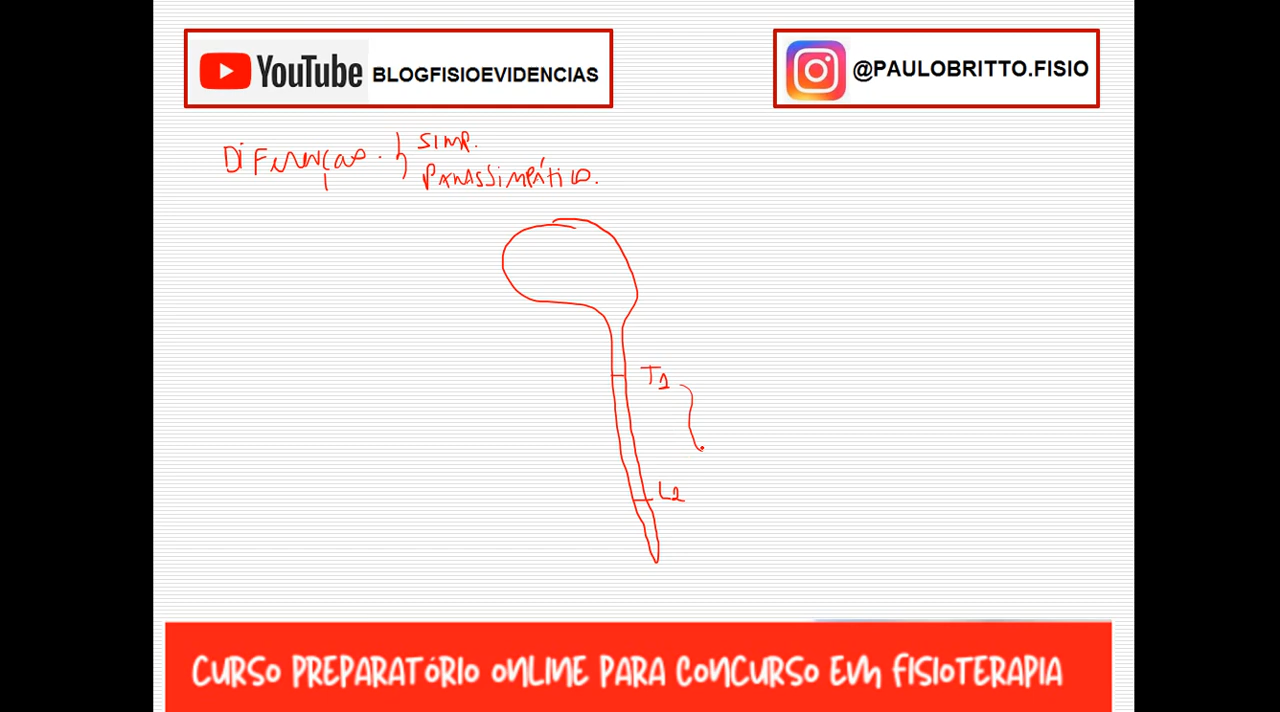 YouTube BLOGFISIOEVIDENCIAS
@PAULOBRITTO.FISIO
DiFerenças.
SIMP.
PARASSimPático.
T1
L2
CURSO PREPARATÓRIO ONLINE PARA CONCURSO EM FISIOTERAPIA